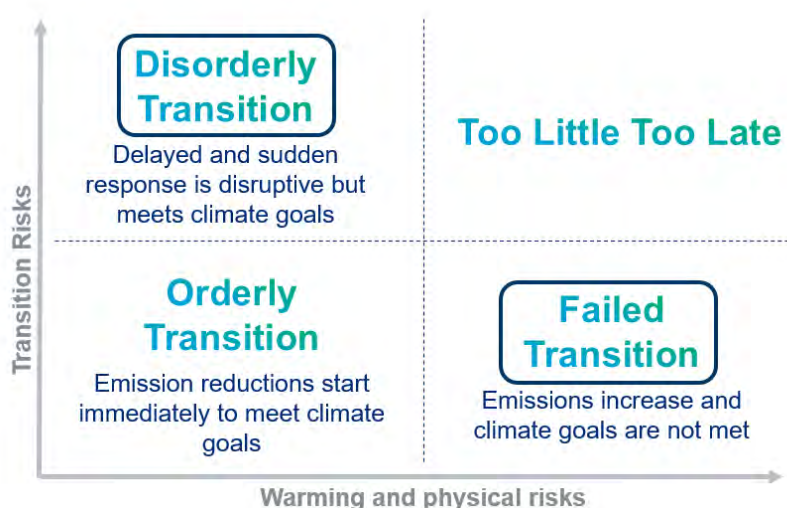 Transition Risks
Disorderly
Transition
Delayed and sudden
response is disruptive but
meets climate goals
Too Little Too Late
Orderly
Transition
Emission reductions start
immediately to meet climate
goals
Failed
Transition
Emissions increase and
climate goals are not met
Warming and physical risks